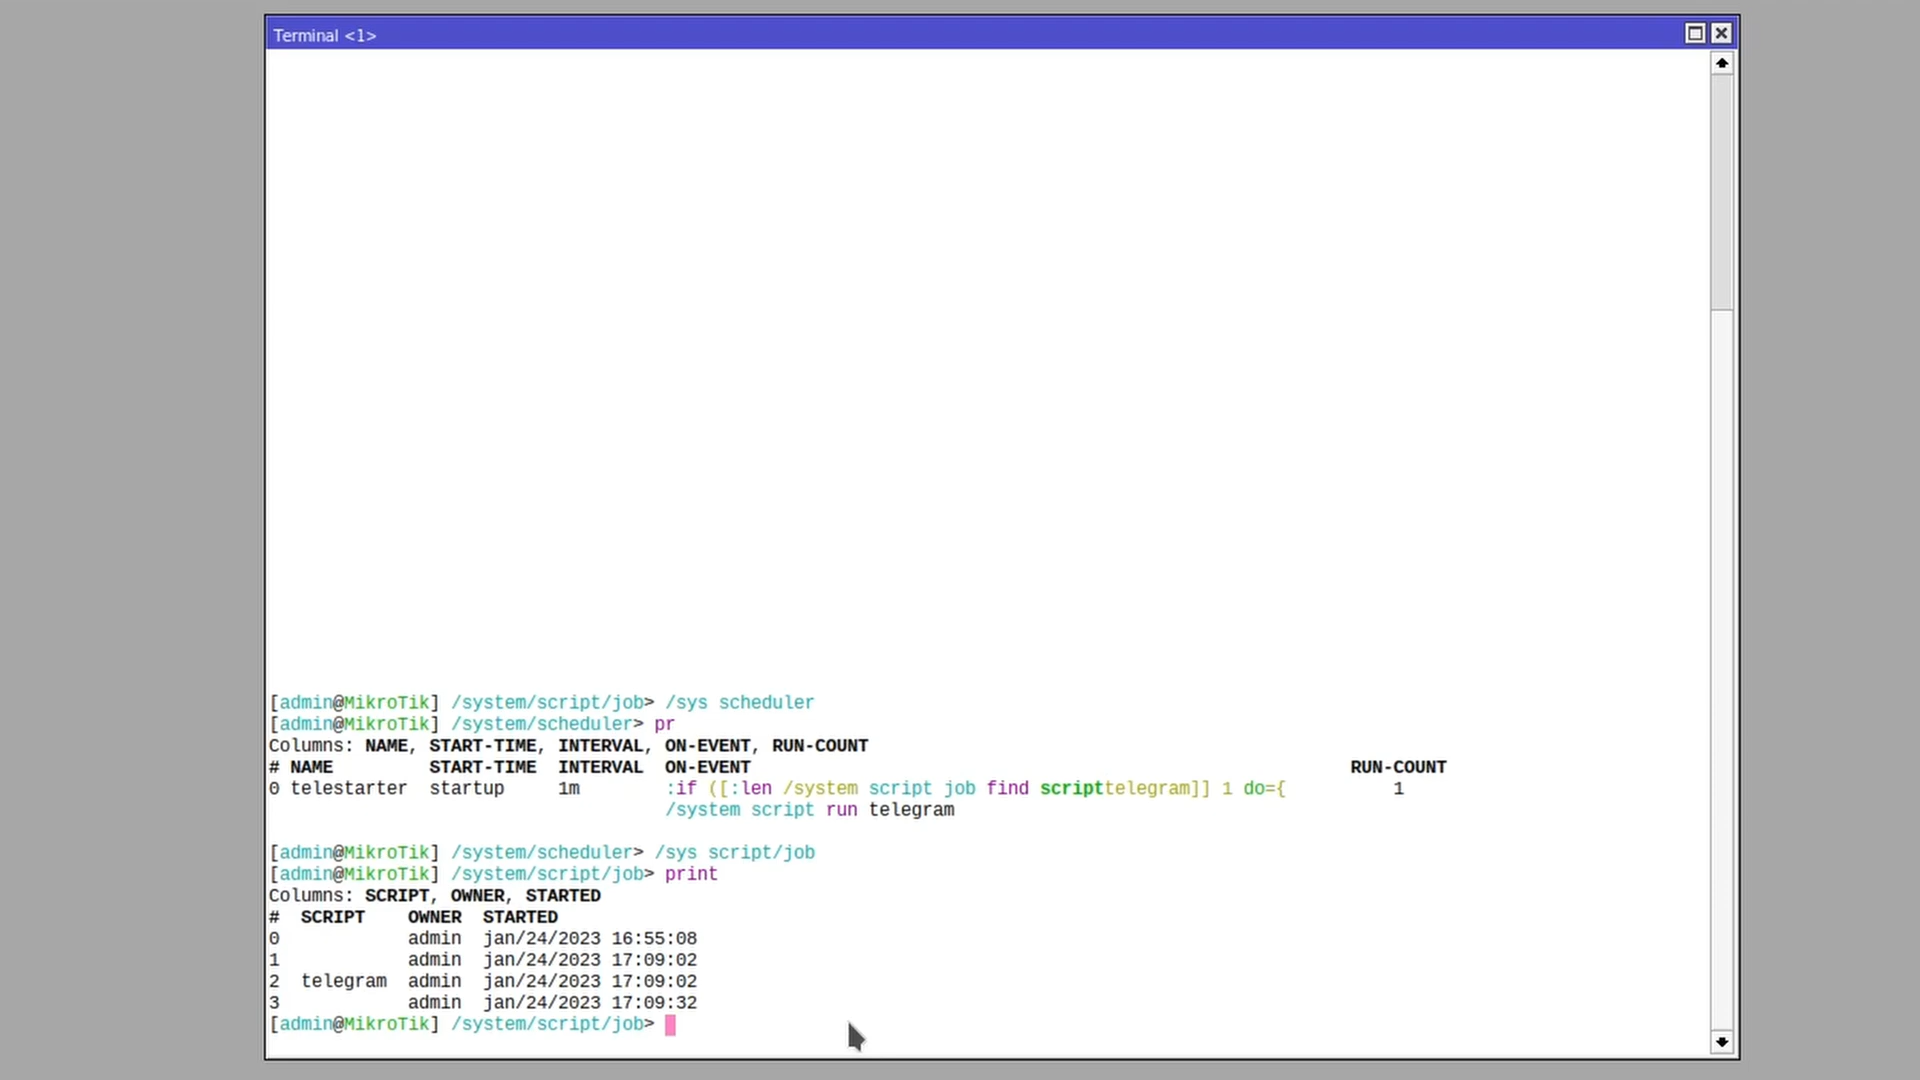 Terminal <1>
[admin@MikroTik] /system/script/job> /sys scheduler
[admin@MikroTik] /system/scheduler> pr
Columns: NAME, START-TIME, INTERVAL, ON-EVENT, RUN-COUNT
# NAME         START-TIME  INTERVAL  ON-EVENT                                                        RUN-COUNT
0 telestarter  startup     1m        :if ([:len /system script job find scripttelegram]] 1 do={          1
                                     /system script run telegram
[admin@MikroTik] /system/scheduler> /sys script/job
[admin@MikroTik] /system/script/job> print
Columns: SCRIPT, OWNER, STARTED
#  SCRIPT    OWNER  STARTED
0            admin  jan/24/2023 16:55:08
1            admin  jan/24/2023 17:09:02
2  telegram  admin  jan/24/2023 17:09:02
3            admin  jan/24/2023 17:09:32
[admin@MikroTik] /system/script/job>